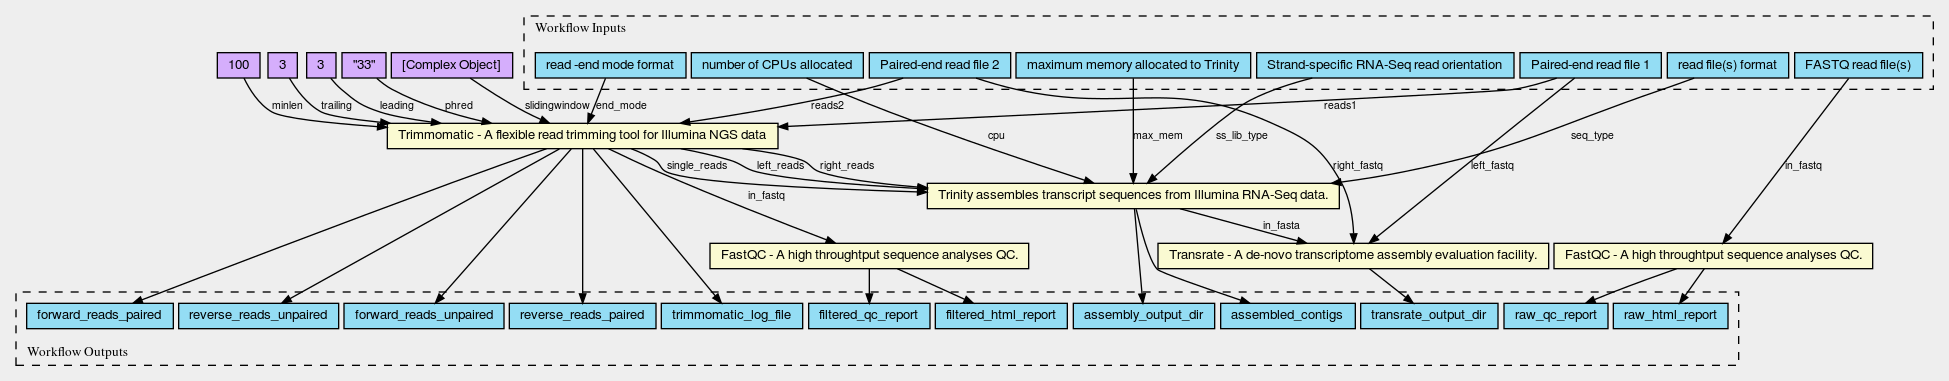 Workflow Inputs
100
3
3
"33"
[Complex Object]
read -end mode format
number of CPUs allocated
Paired-end read file 2
maximum memory allocated to Trinity
Strand-specific RNA-Seq read orientation
Paired-end read file 1
read file(s) format
FASTQ read file(s)
minlen
trailing
leading
phred
slidingwindow
end_mode
reads2
reads1
Trimmomatic - A flexible read trimming tool for Illumina NGS data
cpu
max_mem
ss_lib_type
seq_type
single_reads
left_reads
right_reads
right_fastq
left_fastq
in_fastq
Trinity assembles transcript sequences from Illumina RNA-Seq data.
in_fastq
in_fasta
FastQC - A high throughtput sequence analyses QC.
Transrate - A de-novo transcriptome assembly evaluation facility.
FastQC - A high throughtput sequence analyses QC.
forward_reads_paired
reverse_reads_unpaired
forward_reads_unpaired
reverse_reads_paired
trimmomatic_log_file
filtered_qc_report
filtered_html_report
assembly_output_dir
assembled_contigs
transrate_output_dir
raw_qc_report
raw_html_report
Workflow Outputs